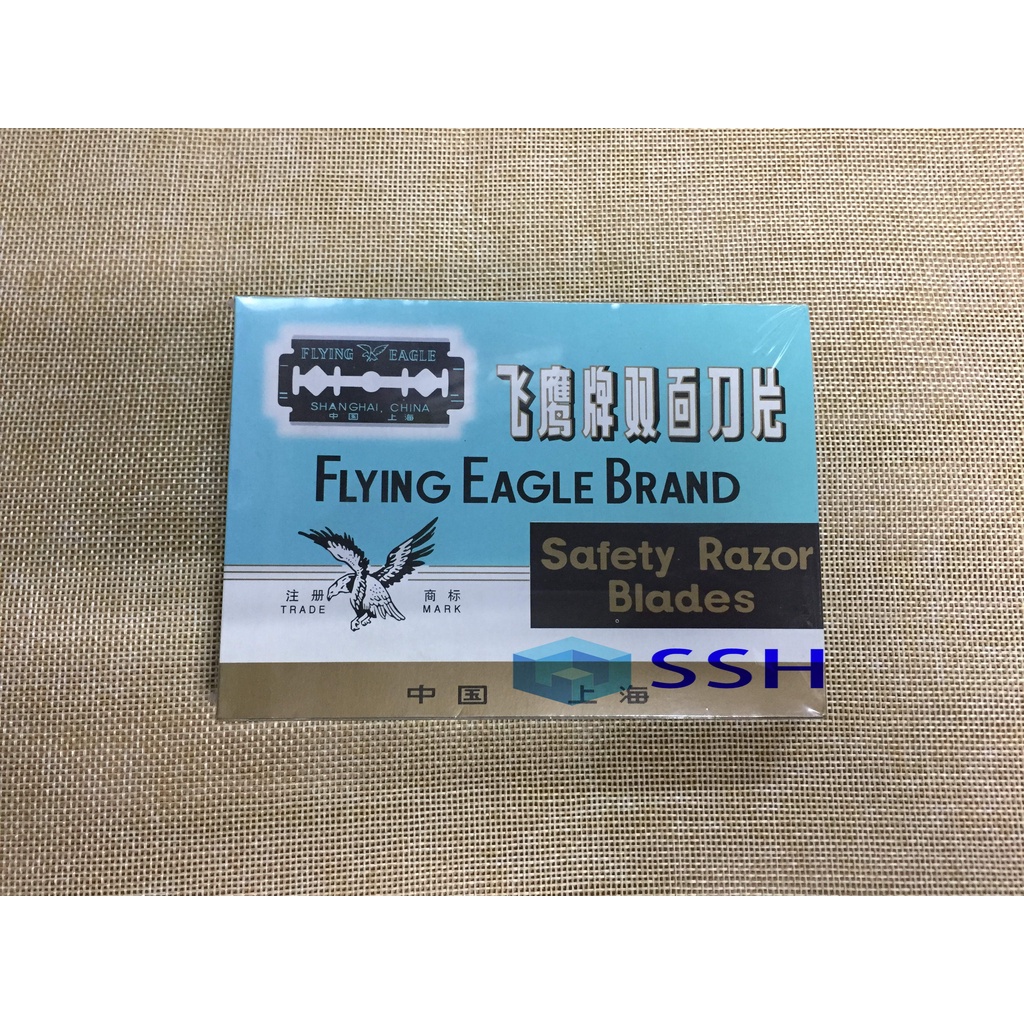 FLYING EAGLE
SHANGHAI, CHINA
中国 上海
飞鹰牌双面刀片
FLYING EAGLE BRAND
Safety Razor
Blades
注册 商标
TRADE MARK
SSH
中国 上海